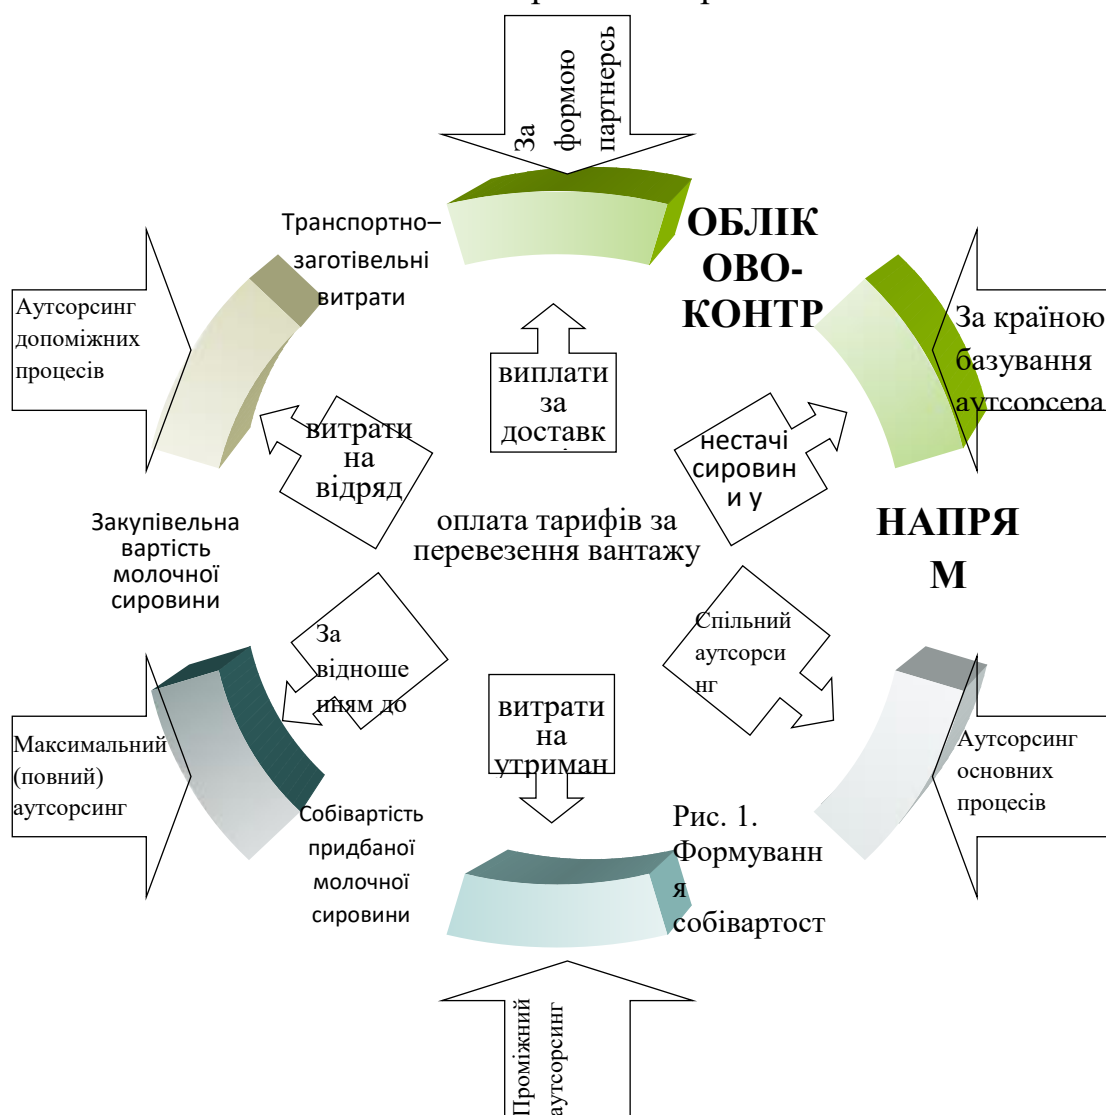 За
формою
партнерсь
Транспортно–
заготівельні
витрати
ОБЛІК
ОВО-
КОНТР
Аутсорсинг
допоміжних
процесів
За країною
базування
аутсорсера
виплати
за
доставк
витрати
на
відряд
нестачі
сировин
и у
Закупівельна
вартість
молочної
сировини
оплата тарифів за
перевезення вантажу
НАПРЯ
М
За
відноше
нням до
Спільний
аутсорси
нг
витрати
на
утриман
Максимальний
(повний)
аутсорсинг
Аутсорсинг
основних
процесів
Собівартість
придбаної
молочної
сировини
Рис. 1.
Формуванн
я
собівартост
Проміжний
аутсорсинг